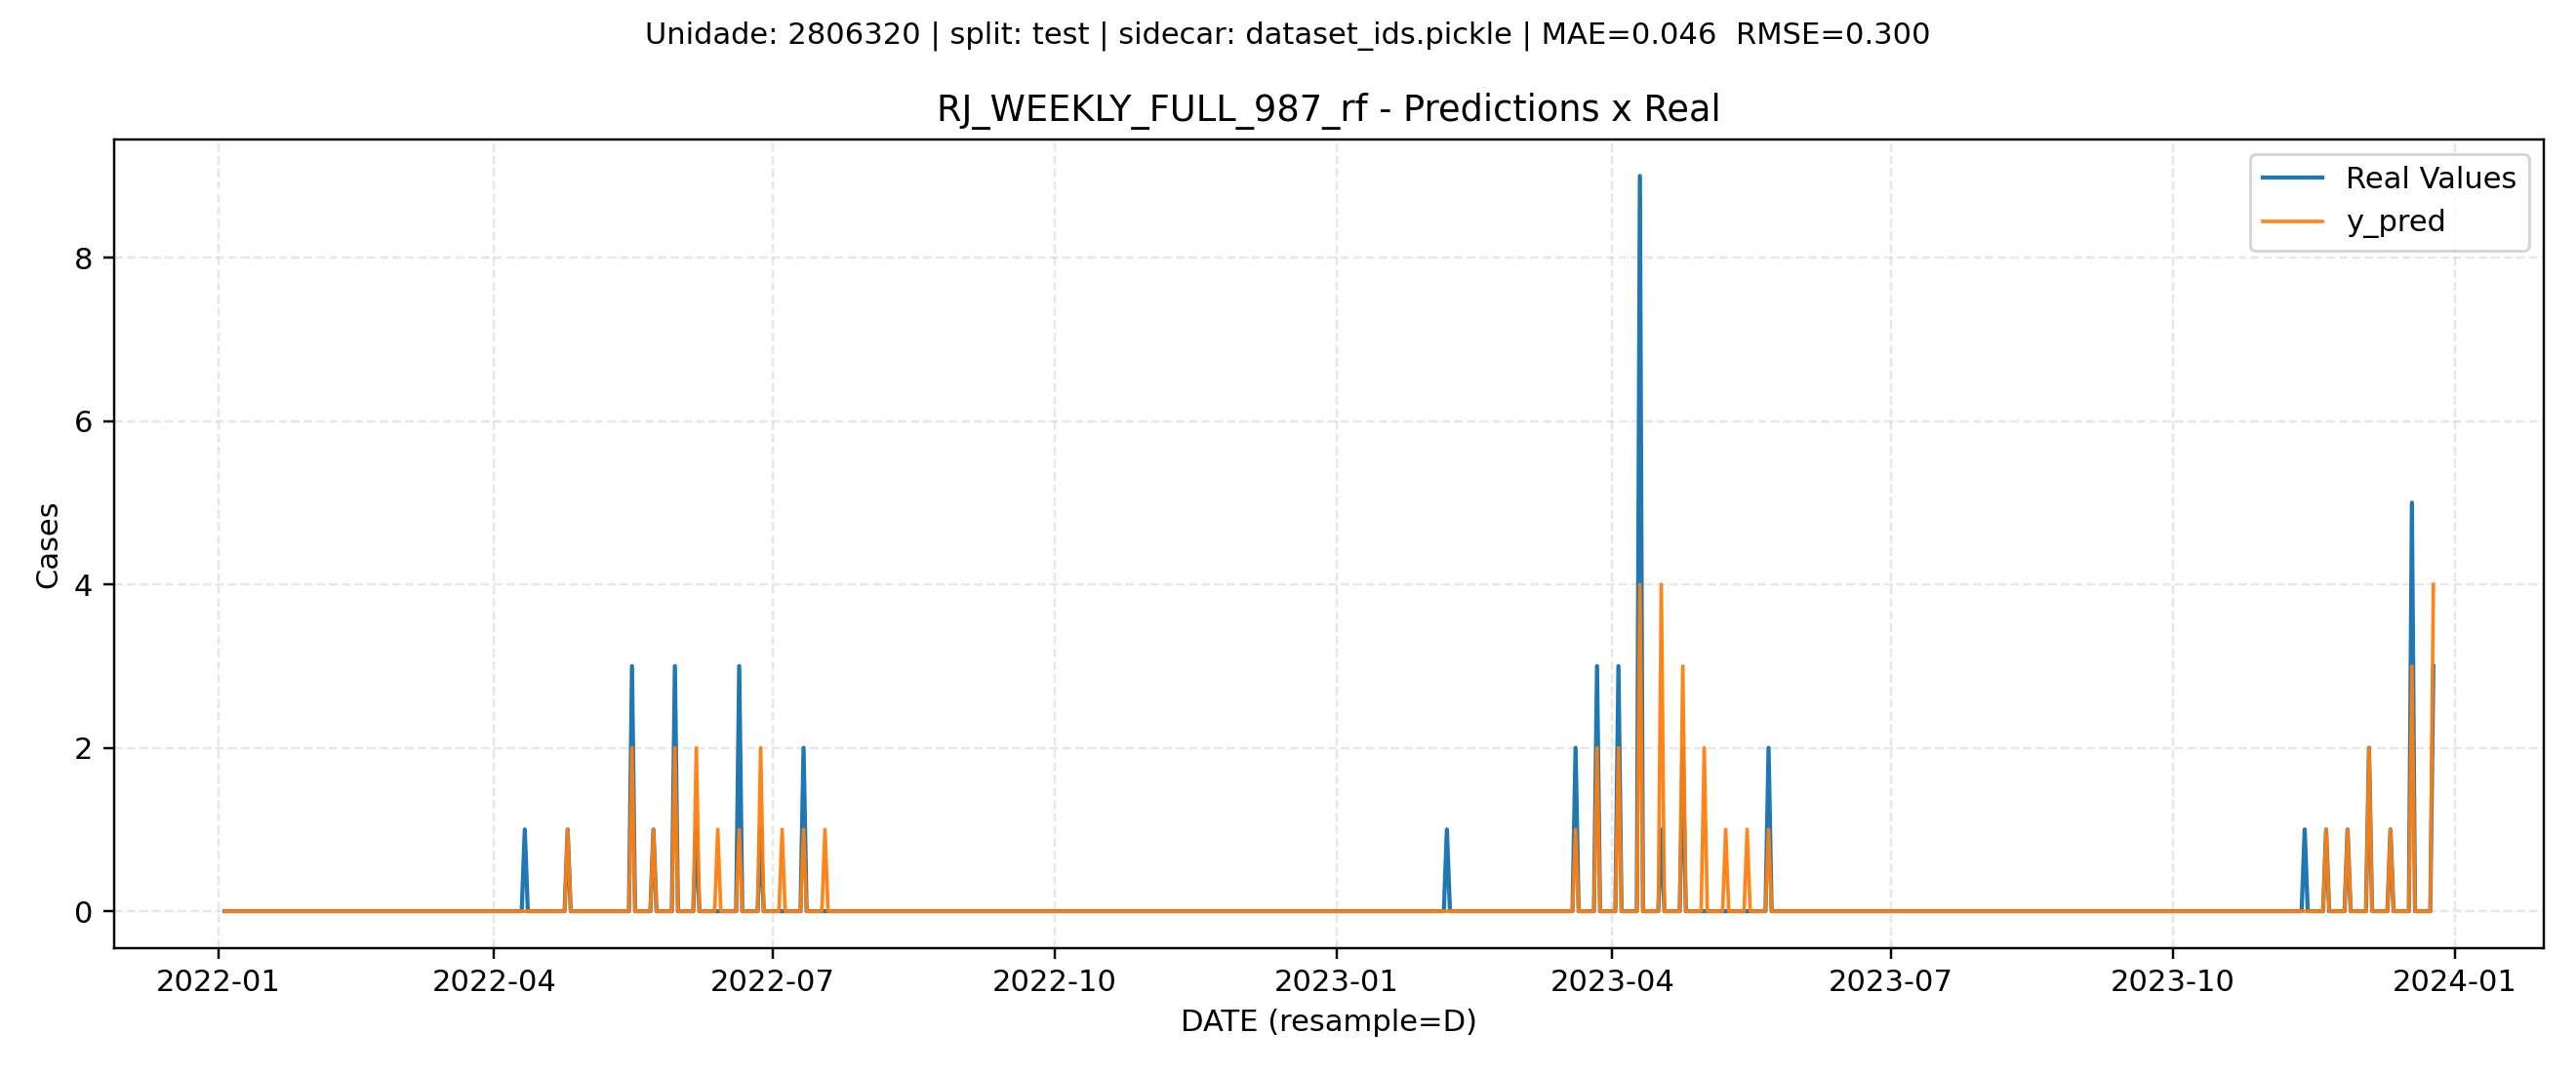 Unidade: 2806320 | split: test | sidecar: dataset_ids.pickle | MAE=0.046  RMSE=0.300
RJ_WEEKLY_FULL_987_rf - Predictions x Real
Real Values
y_pred
8
6
4
2
0
Cases
2022-01
2022-04
2022-07
2022-10
2023-01
2023-04
2023-07
2023-10
2024-01
DATE (resample=D)